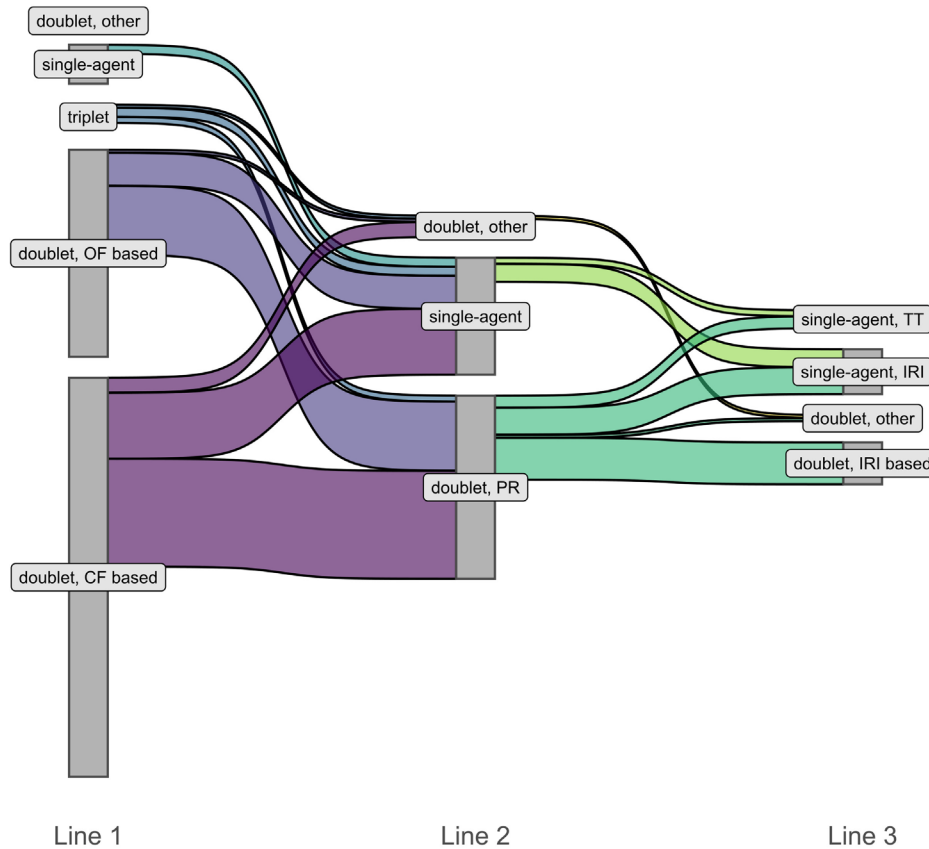 doublet, other
single-agent
triplet
doublet, OF based
doublet, CF based
doublet, other
single-agent
doublet, PR
single-agent, TT
single-agent, IRI
doublet, other
doublet, IRI based
Line 1
Line 2
Line 3